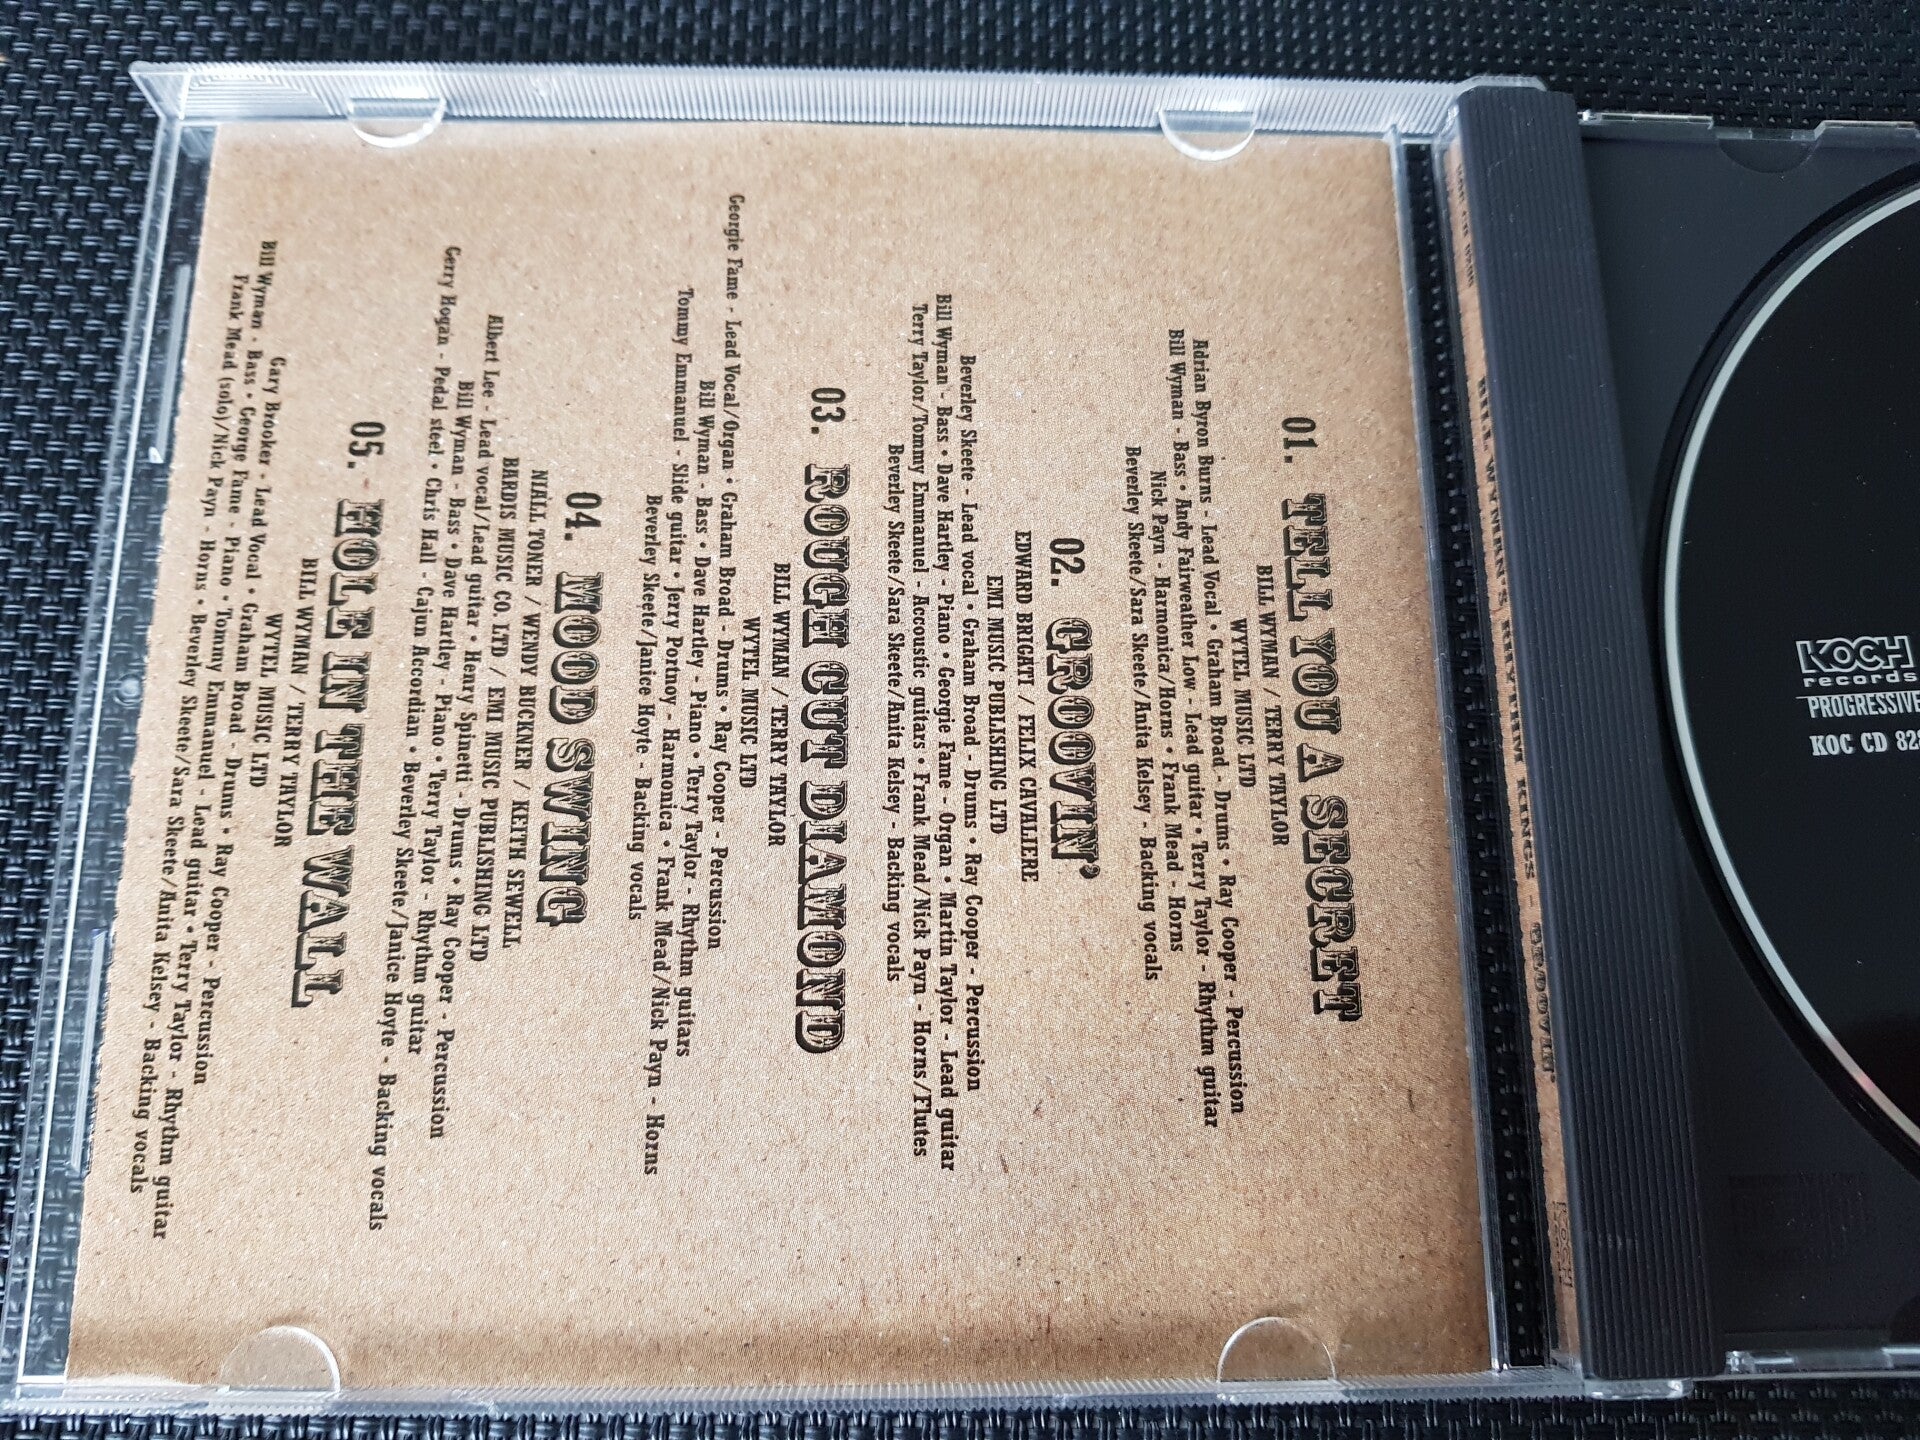 01. TELL YOU A SECRET
BILL WYMAN / TERRY TAYLOR
WYTEL MUSIC LTD
Adrian Byron Burns - Lead Vocal • Graham Broad - Drums • Ray Cooper - Percussion
Bill Wyman - Bass • Andy Fairweather Low - Lead guitar • Terry Taylor - Rhythm guitar
Nick Payn - Harmonica/Horns • Frank Mead - Horns
Beverley Skeete/Sara Skeete/Anita Kelsey - Backing vocals
02. GROOVIN'
EDWARD BRIGATI / FELIX CAVALIERE
EMI MUSIC PUBLISHING LTD
Beverley Skeete - Lead vocal • Graham Broad - Drums • Ray Cooper - Percussion
Bill Wyman - Bass • Dave Hartley - Piano • Georgie Fame - Organ • Martin Taylor - Lead guitar
Terry Taylor/Tommy Emmanuel - Accoustic guitars • Frank Mead/Nick Payn - Horns/Flutes
Beverley Skeete/Sara Skeete/Anita Kelsey - Backing vocals
03. ROUGH CUT DIAMOND
BILL WYMAN / TERRY TAYLOR
WYTEL MUSIC LTD
Georgie Fame - Lead Vocal/Organ • Graham Broad - Drums • Ray Cooper - Percussion
Bill Wyman - Bass • Dave Hartley - Piano • Terry Taylor - Rhythm guitars
Tommy Emmanuel - Slide guitar • Jerry Portnoy - Harmonica • Frank Mead/Nick Payn - Horns
Beverley Skeete/Janice Hoyte - Backing vocals
04. MOOD SWING
NIALL TONER / WENDY BUCKNER / KEITH SEWELL
BARDIS MUSIC CO. LTD / EMI MUSIC PUBLISHING LTD
Albert Lee - Lead vocal/Lead guitar • Henry Spinetti - Drums • Ray Cooper - Percussion
Bill Wyman - Bass • Dave Hartley - Piano • Terry Taylor - Rhythm guitar
Gerry Hogan - Pedal steel • Chris Hall - Cajun Accordian • Beverley Skeete/Janice Hoyte - Backing vocals
05. HOLE IN THE WALL
BILL WYMAN / TERRY TAYLOR
WYTEL MUSIC LTD
Gary Brooker - Lead Vocal • Graham Broad - Drums • Ray Cooper - Percussion
Bill Wyman - Bass • George Fame - Piano • Tommy Emmanuel - Lead guitar • Terry Taylor - Rhythm guitar
Frank Mead (solo)/Nick Payn - Horns • Beverley Skeete/Sara Skeete/Anita Kelsey - Backing vocals
BILL WYMAN'S RHYTHM KINGS - GROOVIN'
KOCH
KOCH
records
PROGRESSIVE
KOC CD 82